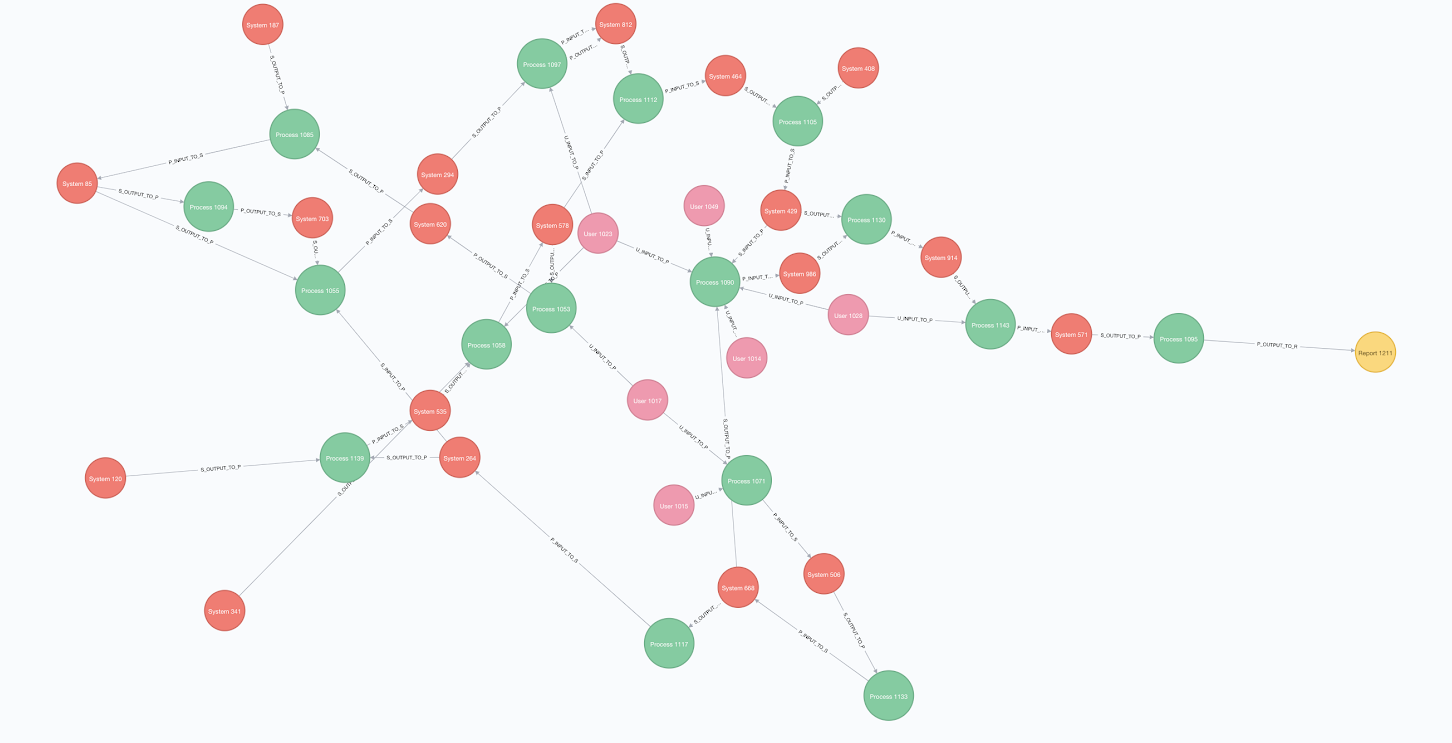 System 187
System 812
P_INPUT_T...
P_OUTPUT...
Process 1097
S_OUTP...
System 408
System 464
P_INPUT_TO_S
S_OUTPUT_TO_P
Process 1112
S_OUTPUT...
S_OUTP...
Process 1105
S_OUTPUT_TO_P
Process 1085
P_INPUT_TO_S
U_INPUT_TO_P
P_INPUT_TO_S
System 294
S_INPUT_TO_P
System 85
S_OUTPUT_TO_P
S_OUTPUT_TO_P
Process 1094
P_OUTPUT_TO_S
System 703
User 1049
System 429
S_OUTPUT...
Process 1130
System 620
System 578
User 1023
P_INPUT_TO_S
S_OUTPUT_TO_P
S_OU...
U_INPU...
S_INPUT_TO_P
P_INPUT...
U_INPUT_TO_P
S_OUTPUT...
System 914
P_OUTPUT_TO_S
System 986
P_INPUT_T...
Process 1090
P_INPUT_TO_S
Process 1055
S_OUTPU...
U_INPUT_TO_P
Process 1053
User 1028
U_INPUT_TO_P
Process 1140
P_INPUT...
System 571
S_OUTPUT_TO_P
Process 1095
P_OUTPUT_TO_R
Report 1211
U_INPUT...
Process 1058
User 1014
U_INPUT_TO_P
S_INPUT_TO_P
S_OUTPUT...
User 1017
System 535
P_INPUT_TO_S
U_INPUT_TO_P
S_OUTPUT_TO_P
Process 1139
S_OUTPUT_TO_P
System 264
S_OUTPUT_TO_P
System 120
Process 1071
S_OUT
U_INPU...
User 1015
P_INPUT_TO_S
P_INPUT_TO_S
System 506
System 668
System 341
S_OUTPUT...
S_OUTPUT_TO_P
Process 1117
P_INPUT_TO_S
Process 1133